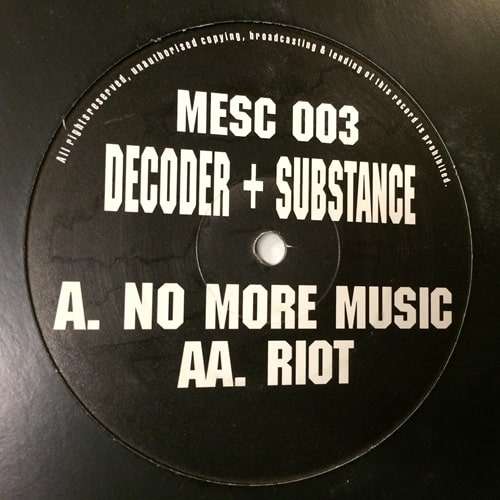 All rights reserved, unauthorised copying, broadcasting & lending of this record is prohibited.
MESC 003
DECODER + SUBSTANCE
A. NO MORE MUSIC
AA. RIOT